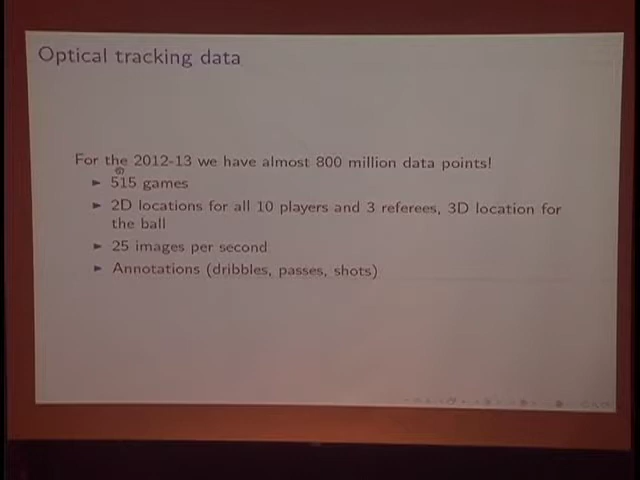 Optical tracking data
For the 2012-13 we have almost 800 million data points!
► 515 games
► 2D locations for all 10 players and 3 referees, 3D location for
the ball
► 25 images per second
► Annotations (dribbles, passes, shots)